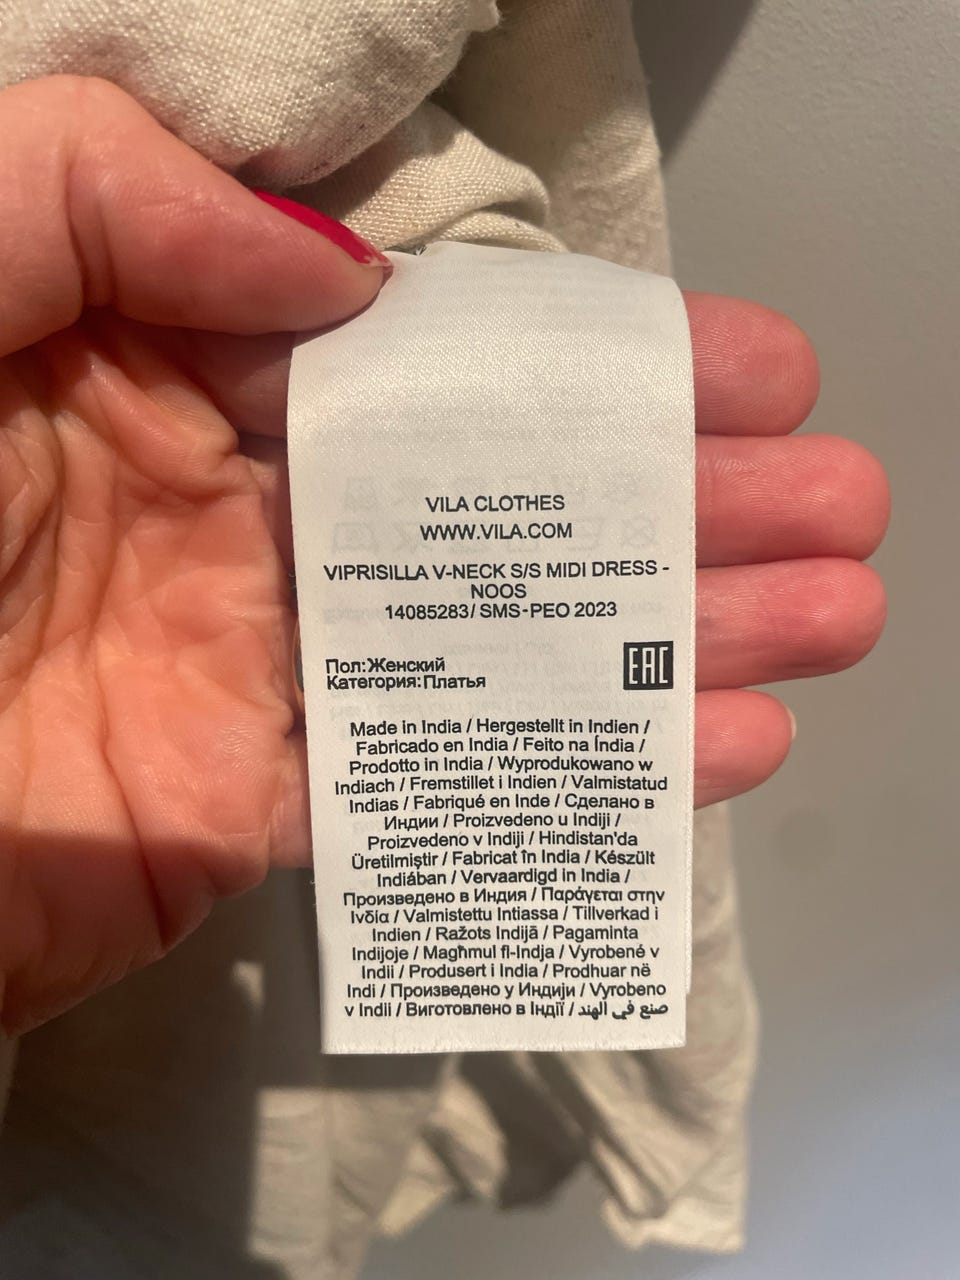 VILA CLOTHES
WWW.VILA.COM
VIPRISILLA V-NECK S/S MIDI DRESS -
NOOS
14085283/ SMS-PEO 2023
Пол:Женский
Категория:Платья
EAC
Made in India / Hergestellt in Indien /
Fabricado en India / Feito na Índia /
Prodotto in India / Wyprodukowano w
Indiach / Fremstillet i Indien / Valmistatud
Indias / Fabriqué en Inde / Сделано в
Индии / Proizvedeno u Indiji /
Proizvedeno v Indiji / Hindistan'da
Üretilmiştir / Fabricat în India / Készült
Indiában / Vervaardigd in India /
Произведено в Индия / Παράγεται στην
Ινδία / Valmistettu Intiassa / Tillverkad i
Indien / Ražots Indijā / Pagaminta
Indijoje / Magħmul fl-Indja / Vyrobené v
Indii / Produsert i India / Prodhuar në
Indi / Произведено у Индији / Vyrobeno
v Indii / Виготовлено в Індії / صنع في الهند